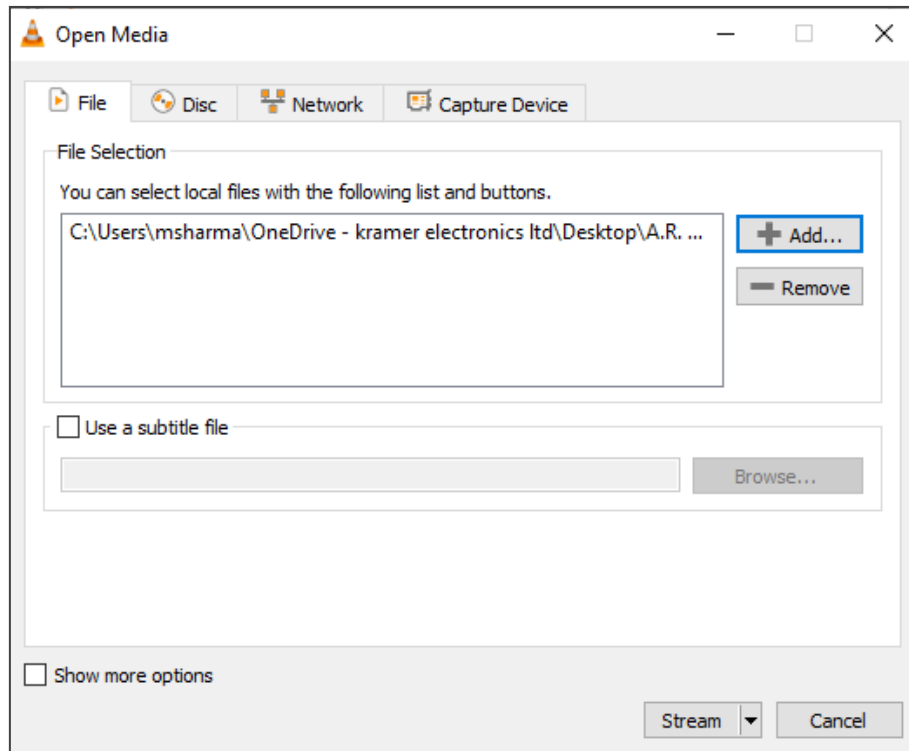 Open Media
File Disc Network Capture Device
File Selection
You can select local files with the following list and buttons.
C:\Users\msharma\OneDrive - kramer electronics ltd\Desktop\A.R. ...
Add...
Remove
Use a subtitle file
Browse...
Show more options
Stream Cancel